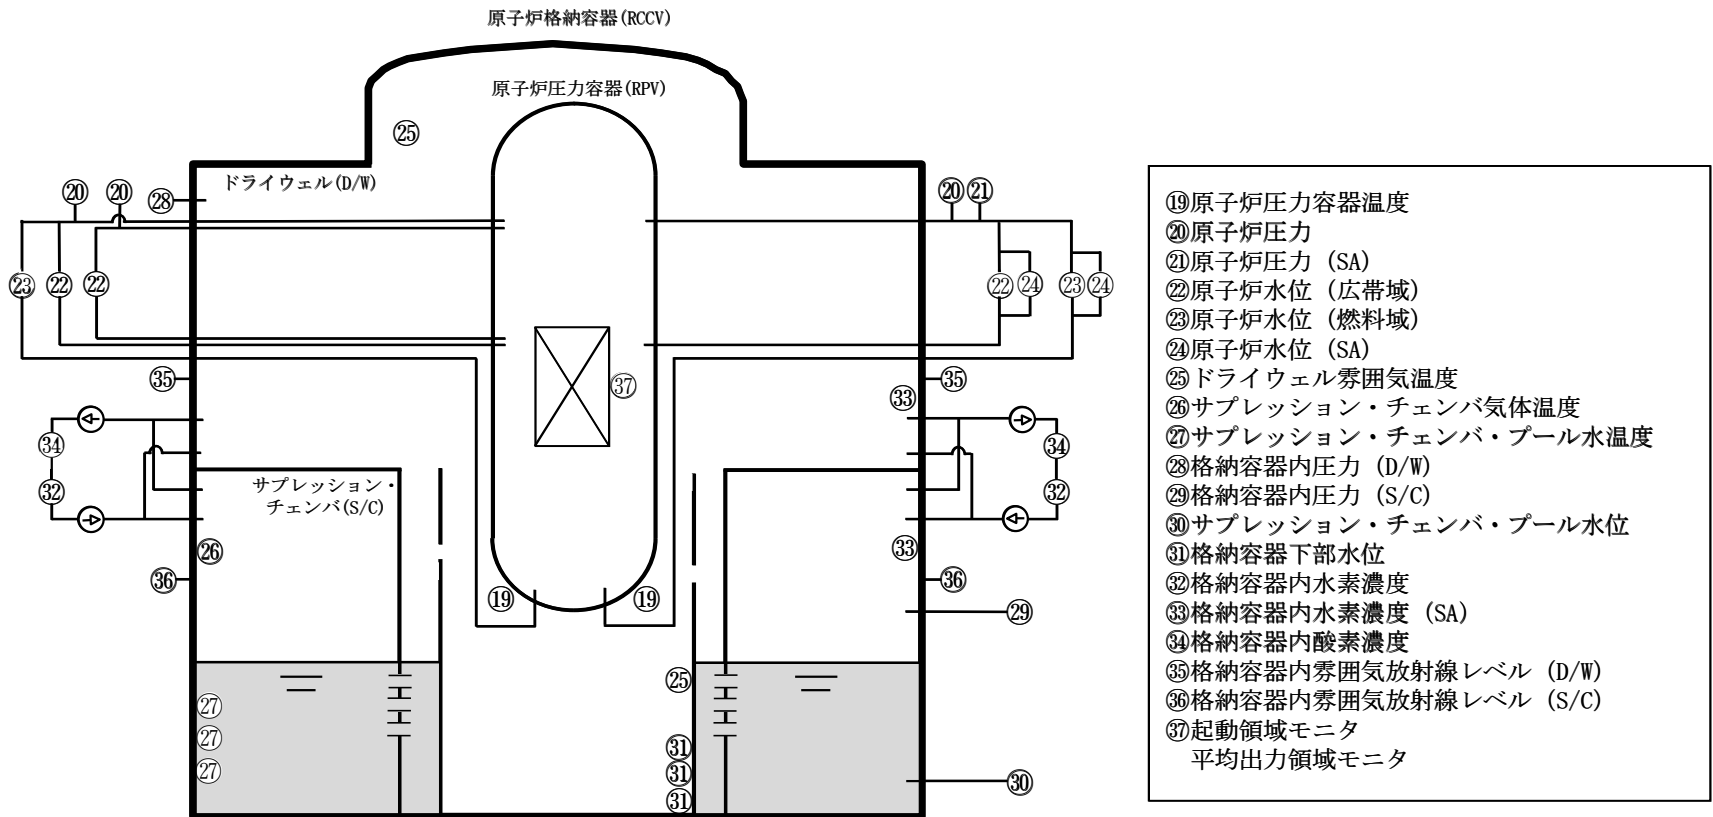 原子炉格納容器(RCCV)
原子炉圧力容器(RPV)
㉕
ドライウェル(D/W)
⑳ ⑳ ㉘ ⑳ ㉑
㉓ ㉒ ㉒ ㉒ ㉔ ㉓ ㉔
㉟ ㊲ ㉟
㉝
㉞ ㉞
サプレッション・
チェンバ(S/C)
㉜ ㉜
㉖ ㉝
㊱ ㊱
⑲ ⑲ ㉙
㉕
㉗
㉗
㉗
㉛
㉛
㉛
㉚
⑲原子炉圧力容器温度
⑳原子炉圧力
㉑原子炉圧力 (SA)
㉒原子炉水位 (広帯域)
㉓原子炉水位 (燃料域)
㉔原子炉水位 (SA)
㉕ドライウェル雰囲気温度
㉖サプレッション・チェンバ気体温度
㉗サプレッション・チェンバ・プール水温度
㉘格納容器内圧力 (D/W)
㉙格納容器内圧力 (S/C)
㉚サプレッション・チェンバ・プール水位
㉛格納容器下部水位
㉜格納容器内水素濃度
㉝格納容器内水素濃度 (SA)
㉞格納容器内酸素濃度
㉟格納容器内雰囲気放射線レベル (D/W)
㊱格納容器内雰囲気放射線レベル (S/C)
㊲起動領域モニタ
平均出力領域モニタ